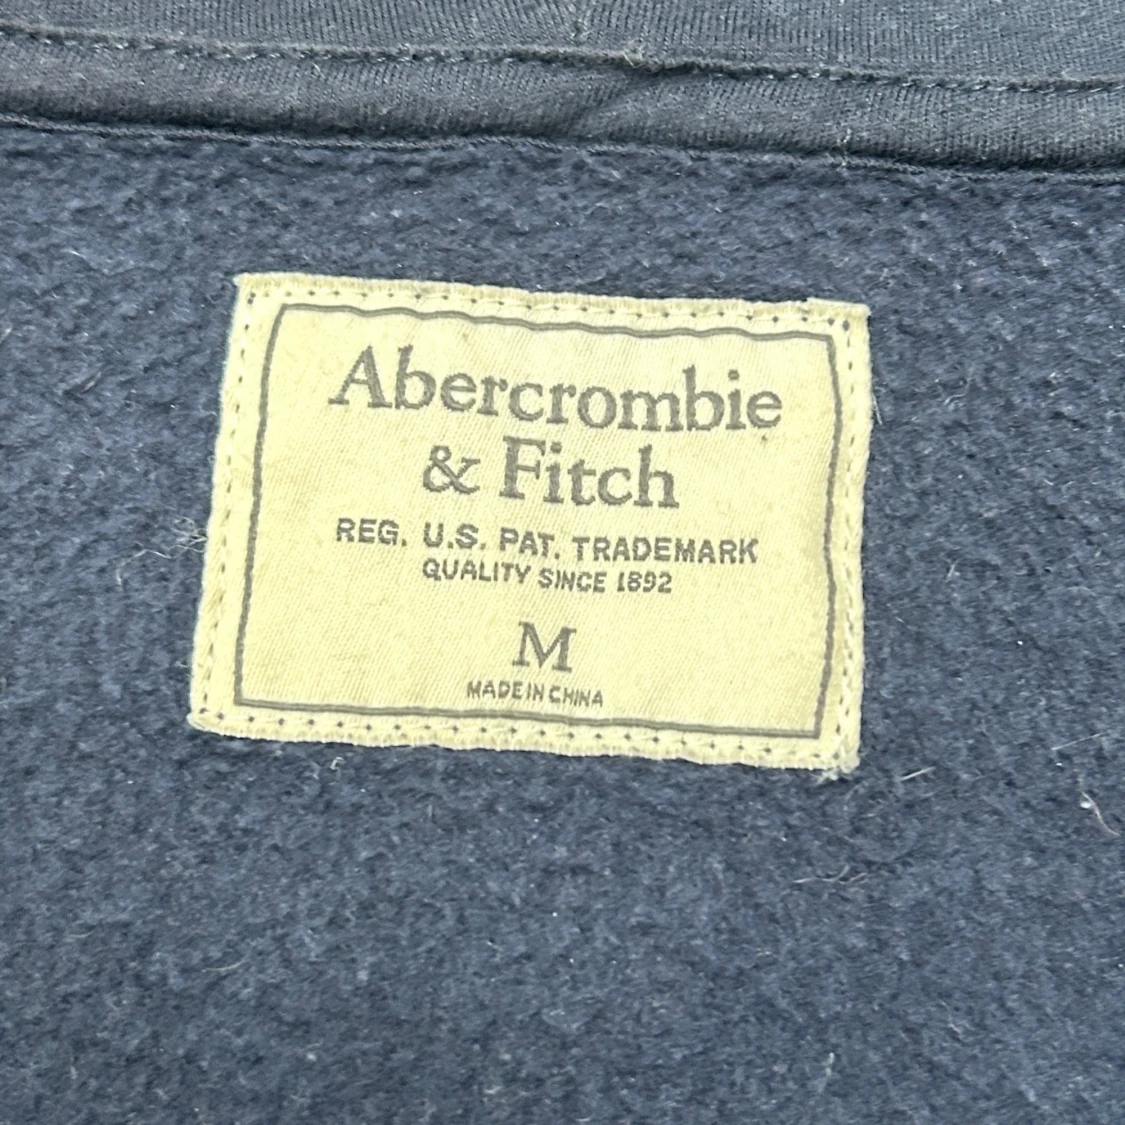 Abercrombie
& Fitch
REG. U.S. PAT. TRADEMARK
QUALITY SINCE 1892
M
MADE IN CHINA